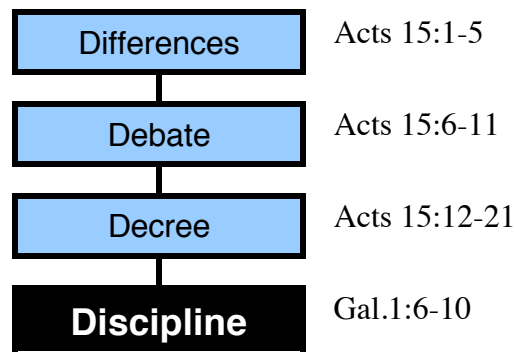 Differences Acts 15:1-5
Debate Acts 15:6-11
Decree Acts 15:12-21
Discipline Gal.1:6-10